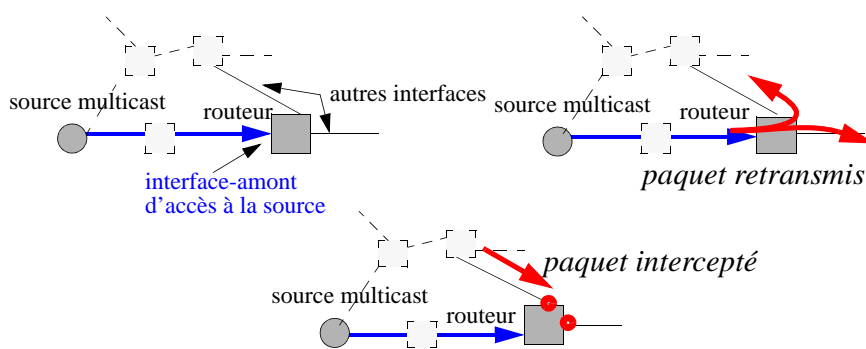 source multicast
routeur
autres interfaces
interface-amont
d'accès à la source
source multicast
routeur
paquet retransmis
source multicast
routeur
paquet intercepté